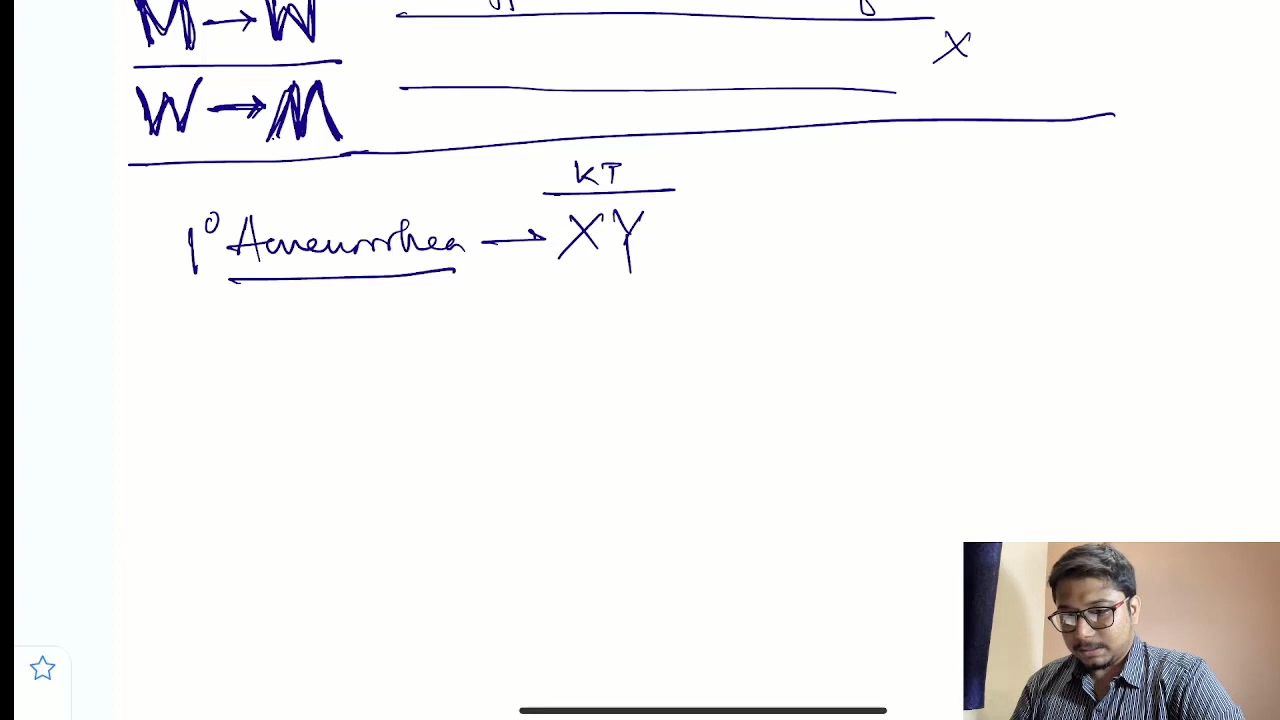 M → W
X
W → M
KT
1° Amenorrhea → XY